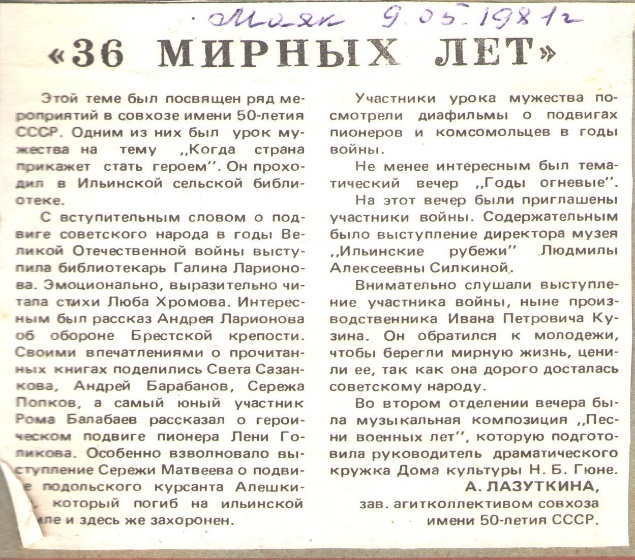 Маяк 9.05.1981г
«36 МИРНЫХ ЛЕТ»
Этой теме был посвящен ряд ме-
роприятий в совхозе имени 50-летия
СССР. Одним из них был урок му-
жества на тему „Когда страна
прикажет стать героем". Он прохо-
дил в Ильинской сельской библи-
отеке.
С вступительным словом о под-
виге советского народа в годы Ве-
ликой Отечественной войны высту-
пила библиотекарь Галина Ларионо-
ва. Эмоционально, выразительно чи-
тала стихи Люба Хромова. Интерес-
ным был рассказ Андрея Ларионова
об обороне Брестской крепости.
Своими впечатлениями о прочитан-
ных книгах поделились Света Сазан-
кова, Андрей Барабанов, Сережа
Попков, а самый юный участник
Рома Балабаев рассказал о герои-
ческом подвиге пионера Лени Го-
ликова. Особенно взволновало вы-
ступление Сережи Матвеева о подви-
е подольского курсанта Алешки-
, который погиб на ильинской
ле и здесь же захоронен.
Участники урока мужества по-
смотрели диафильмы о подвигах
пионеров и комсомольцев в годы
войны.
Не менее интересным был тема-
тический вечер „Годы огневые".
На этот вечер были приглашены
участники войны. Содержательным
было выступление директора музея
„Ильинские рубежи" Людмилы
Алексеевны Силкиной.
Внимательно слушали выступле-
ние участника войны, ныне произ-
водственника Ивана Петровича Ку-
зина. Он обратился к молодежи,
чтобы берегли мирную жизнь, цени-
ли ее, так как она дорого досталась
советскому народу.
Во втором отделении вечера бы-
ла музыкальная композиция „Пес-
ни военных лет", которую подгото-
вила руководитель драматического
кружка Дома культуры Н. Б. Гюне.
А. ЛАЗУТКИНА,
зав. агитколлективом совхоза
имени 50-летия СССР.